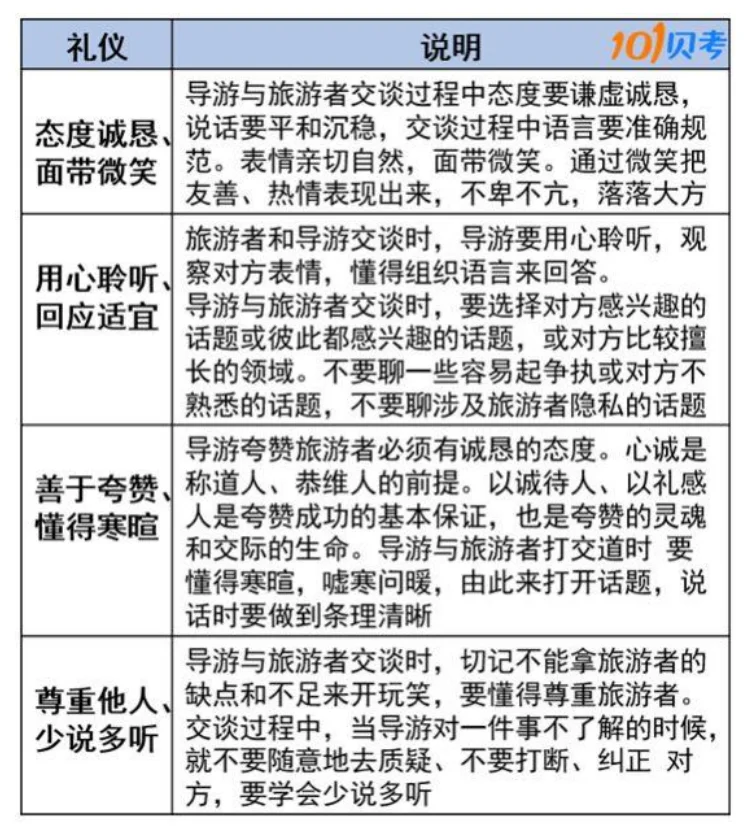 礼仪
说明
101贝考
态度诚恳、
面带微笑
导游与旅游者交谈过程中态度要谦虚诚恳，
说话要平和沉稳，交谈过程中语言要准确规
范。表情亲切自然，面带微笑。通过微笑把
友善、热情表现出来，不卑不亢，落落大方
用心聆听、
回应适宜
旅游者和导游交谈时，导游要用心聆听，观
察对方表情，懂得组织语言来回答。
导游与旅游者交谈时，要选择对方感兴趣的
话题或彼此都感兴趣的话题，或对方比较擅
长的领域。不要聊一些容易起争执或对方不
熟悉的话题，不要聊涉及旅游者隐私的话题
善于夸赞、
懂得寒暄
导游夸赞旅游者必须有诚恳的态度。心诚是
称道人、恭维人的前提。以诚待人、以礼感
人是夸赞成功的基本保证，也是夸赞的灵魂
和交际的生命。导游与旅游者打交道时 要
懂得寒暄，嘘寒问暖，由此来打开话题，说
话时要做到条理清晰
尊重他人、
少说多听
导游与旅游者交谈时，切记不能拿旅游者的
缺点和不足来开玩笑，要懂得尊重旅游者。
交谈过程中，当导游对一件事不了解的时候，
就不要随意地去质疑、不要打断、纠正 对
方，要学会少说多听